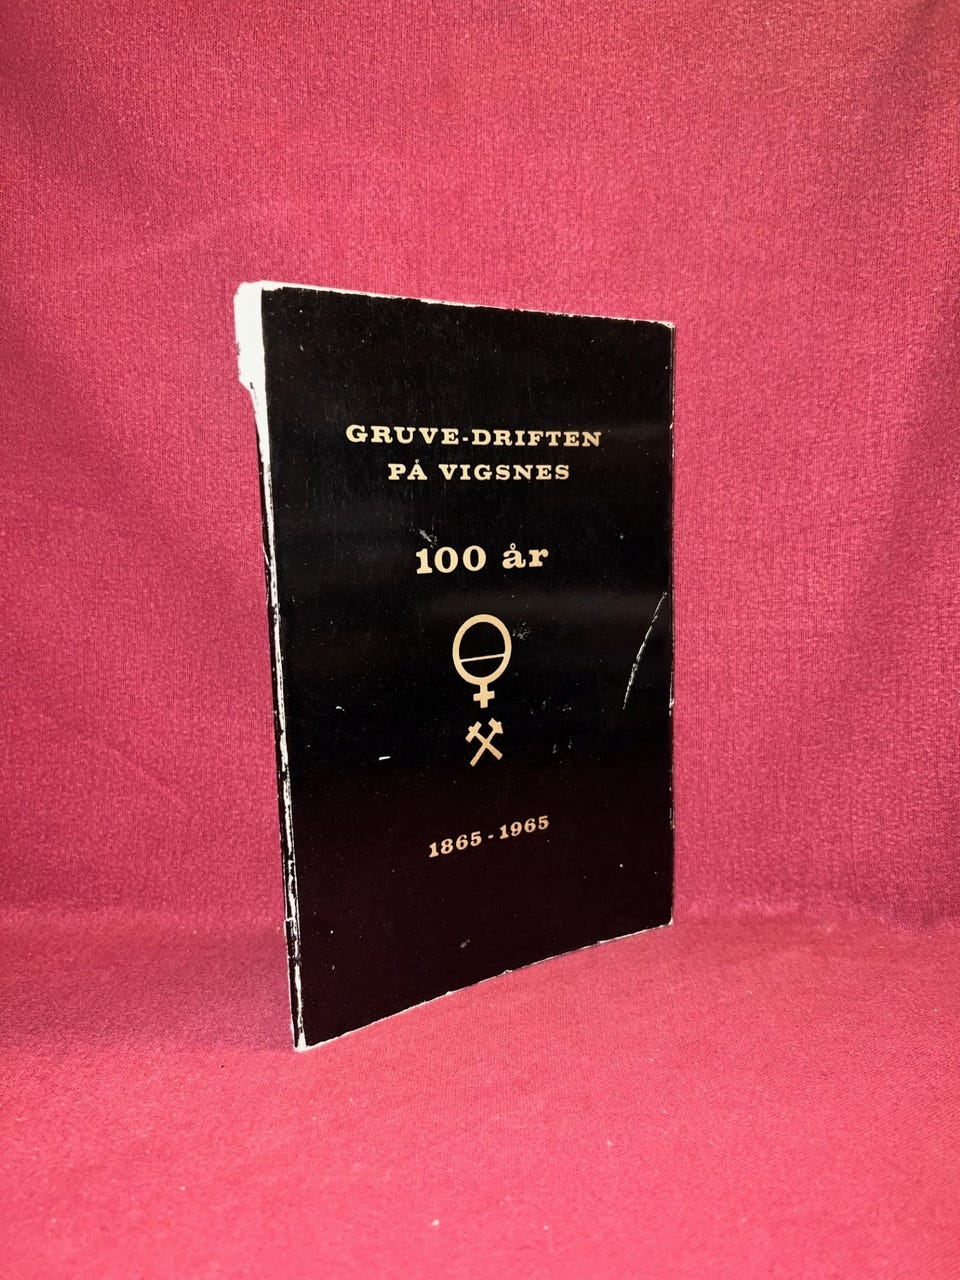 GRUVE-DRIFTEN
PÅ VIGSNES
100 år
1865-1965